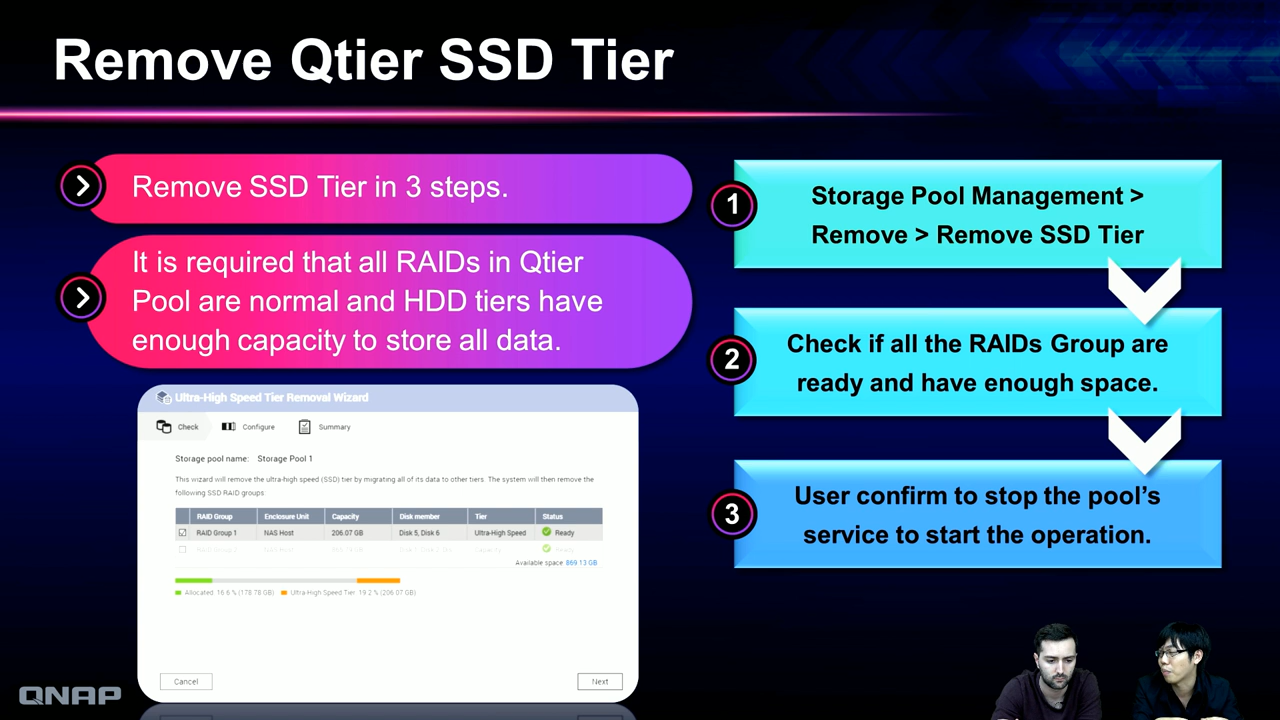 Remove Qtier SSD Tier
Remove SSD Tier in 3 steps.
It is required that all RAIDs in Qtier
Pool are normal and HDD tiers have
enough capacity to store all data.
Ultra-High Speed Tier Removal Wizard
Check Configure Summary
Storage pool name: Storage Pool 1
This wizard will remove the ultra-high speed (SSD) tier by migrating all of its data to other tiers. The system will then remove the
following SSD RAID groups
RAID Group Enclosure Unit Capacity Disk member Tier Status
RAID Group 1 NAS Host 206.07 GB Disk 5, Disk 6 Ultra-High Speed Ready
Available space: 869.13 GB
Allocated: 16.6 % (178.78 GB) Ultra High Speed Tier: 19.2 % (206.07 GB)
Cancel Next
1
Storage Pool Management >
Remove > Remove SSD Tier
2
Check if all the RAIDs Group are
ready and have enough space.
3
User confirm to stop the pool's
service to start the operation.
QNAP